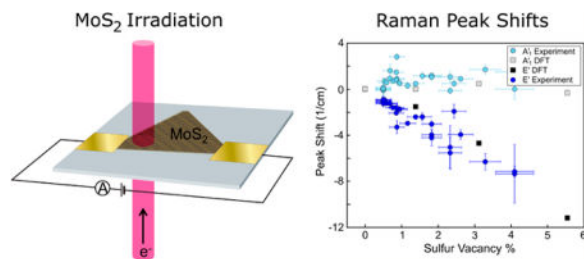 MoS₂ Irradiation
MoS₂
A
e⁻
Raman Peak Shifts
A'₁ Experiment
A'₁ DFT
E' DFT
E' Experiment
Peak Shift (1/cm)
4
0
-4
-8
-12
0 1 2 3 4 5 6
Sulfur Vacancy %